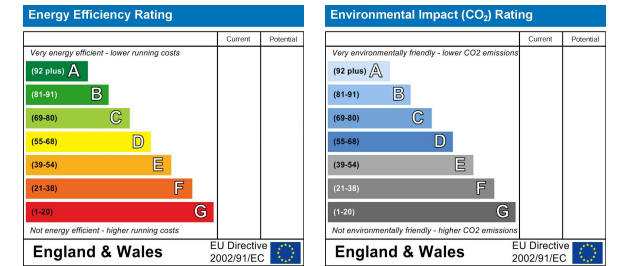 Energy Efficiency Rating
Current Potential
Very energy efficient - lower running costs
(92 plus) A
(81-91) B
(69-80) C
(55-68) D
(39-54) E
(21-38) F
(1-20) G
Not energy efficient - higher running costs
England & Wales
EU Directive
2002/91/EC
Environmental Impact (CO₂) Rating
Current Potential
Very environmentally friendly - lower CO2 emissions
(92 plus) A
(81-91) B
(69-80) C
(55-68) D
(39-54) E
(21-38) F
(1-20) G
Not environmentally friendly - higher CO2 emissions
England & Wales
EU Directive
2002/91/EC